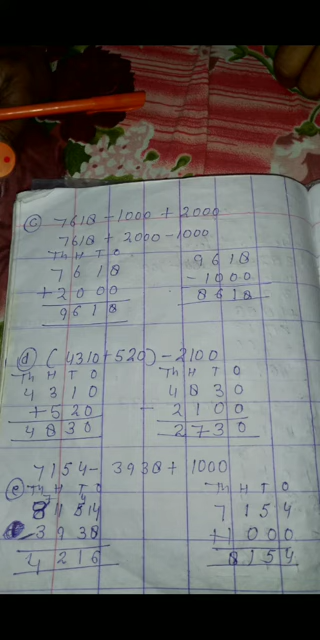 (c) 7618 - 1000 + 2000
7618 + 2000 - 1000
Th H T O
7 6 1 8 9 6 1 8
+ 2 0 0 0 - 1 0 0 0
9 6 1 8 8 6 1 8
(d) (4310 + 520) - 2100
Th H T O Th H T O
4 3 1 0 4 8 3 0
+ 5 2 0 - 2 1 0 0
4 8 3 0 2 7 3 0
7154 - 3938 + 1000
(e) Th H T O Th H T O
8 1 5 14 7 1 5 4
- 3 9 3 8 + 1 0 0 0
4 2 1 6 8 1 5 4